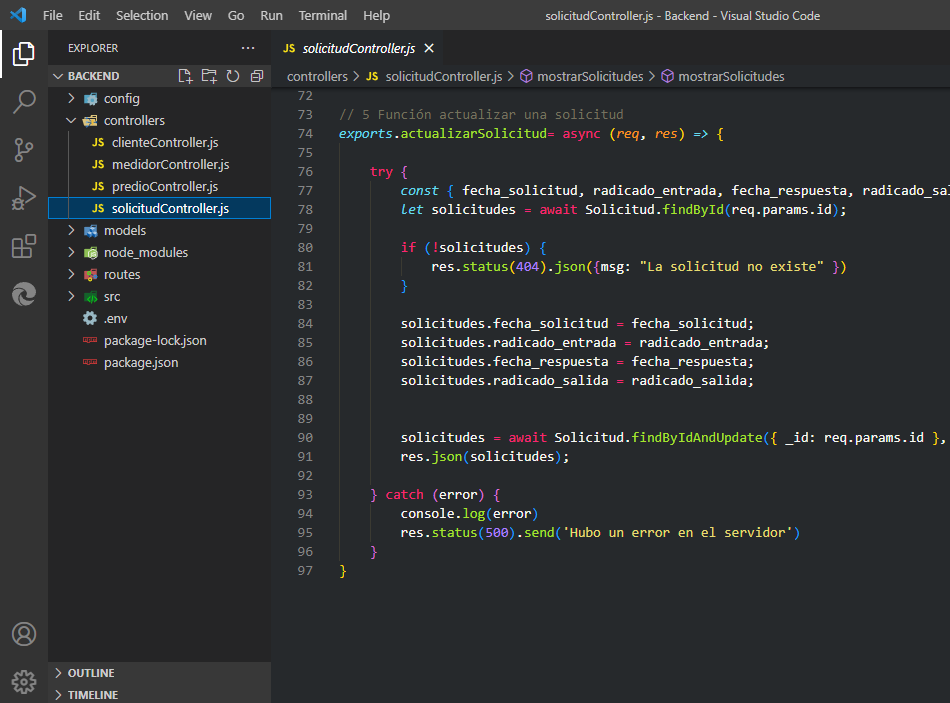 File Edit Selection View Go Run Terminal Help solicitudController.js - Backend - Visual Studio Code
EXPLORER ···
BACKEND
config
controllers
JS clienteController.js
JS medidorController.js
JS predioController.js
JS solicitudController.js
models
node_modules
routes
src
.env
package-lock.json
package.json
OUTLINE
TIMELINE
JS solicitudController.js ×
controllers > JS solicitudController.js > mostrarSolicitudes > mostrarSolicitudes
72
73 // 5 Función actualizar una solicitud
74 exports.actualizarSolicitud= async (req, res) => {
75
76 try {
77 const { fecha_solicitud, radicado_entrada, fecha_respuesta, radicado_sal
78 let solicitudes = await Solicitud.findById(req.params.id);
79
80 if (!solicitudes) {
81 res.status(404).json({msg: "La solicitud no existe" })
82 }
83
84 solicitudes.fecha_solicitud = fecha_solicitud;
85 solicitudes.radicado_entrada = radicado_entrada;
86 solicitudes.fecha_respuesta = fecha_respuesta;
87 solicitudes.radicado_salida = radicado_salida;
88
89
90 solicitudes = await Solicitud.findByIdAndUpdate({ _id: req.params.id },
91 res.json(solicitudes);
92
93 } catch (error) {
94 console.log(error)
95 res.status(500).send('Hubo un error en el servidor')
96 }
97 }